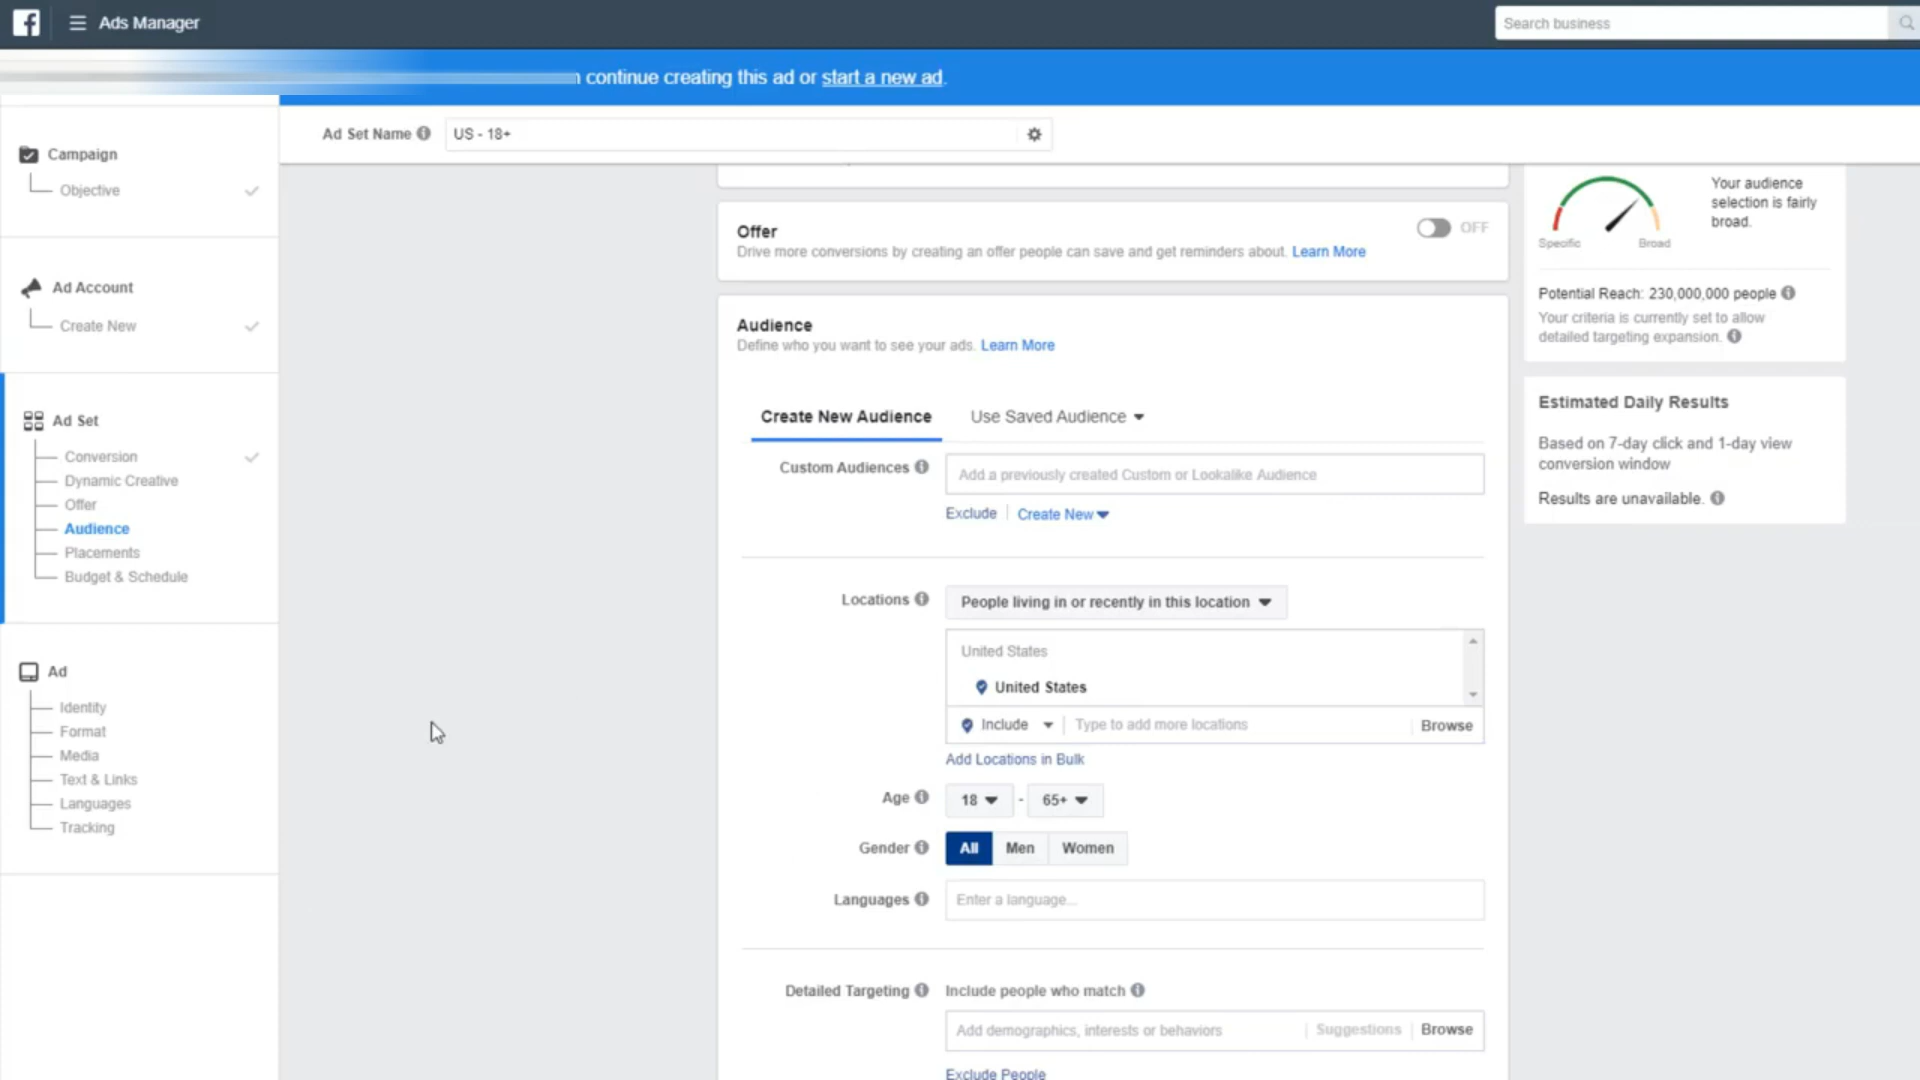 Ads Manager
Search business
continue creating this ad or start a new ad.
Ad Set Name
US - 18+
Campaign
Objective
Ad Account
Create New
Ad Set
Conversion
Dynamic Creative
Offer
Audience
Placements
Budget & Schedule
Ad
Identity
Format
Media
Text & Links
Languages
Tracking
Offer
OFF
Drive more conversions by creating an offer people can save and get reminders about. Learn More
Audience
Define who you want to see your ads. Learn More
Create New Audience
Use Saved Audience
Custom Audiences
Add a previously created Custom or Lookalike Audience
Exclude
Create New
Locations
People living in or recently in this location
United States
United States
Include
Type to add more locations
Browse
Add Locations in Bulk
Age
18 - 65+
Gender
All Men Women
Languages
Enter a language...
Detailed Targeting
Include people who match
Add demographics, interests or behaviors
Suggestions
Browse
Exclude People
Your audience
selection is fairly
broad.
Specific
Broad
Potential Reach: 230,000,000 people
Your criteria is currently set to allow
detailed targeting expansion.
Estimated Daily Results
Based on 7-day click and 1-day view
conversion window
Results are unavailable.